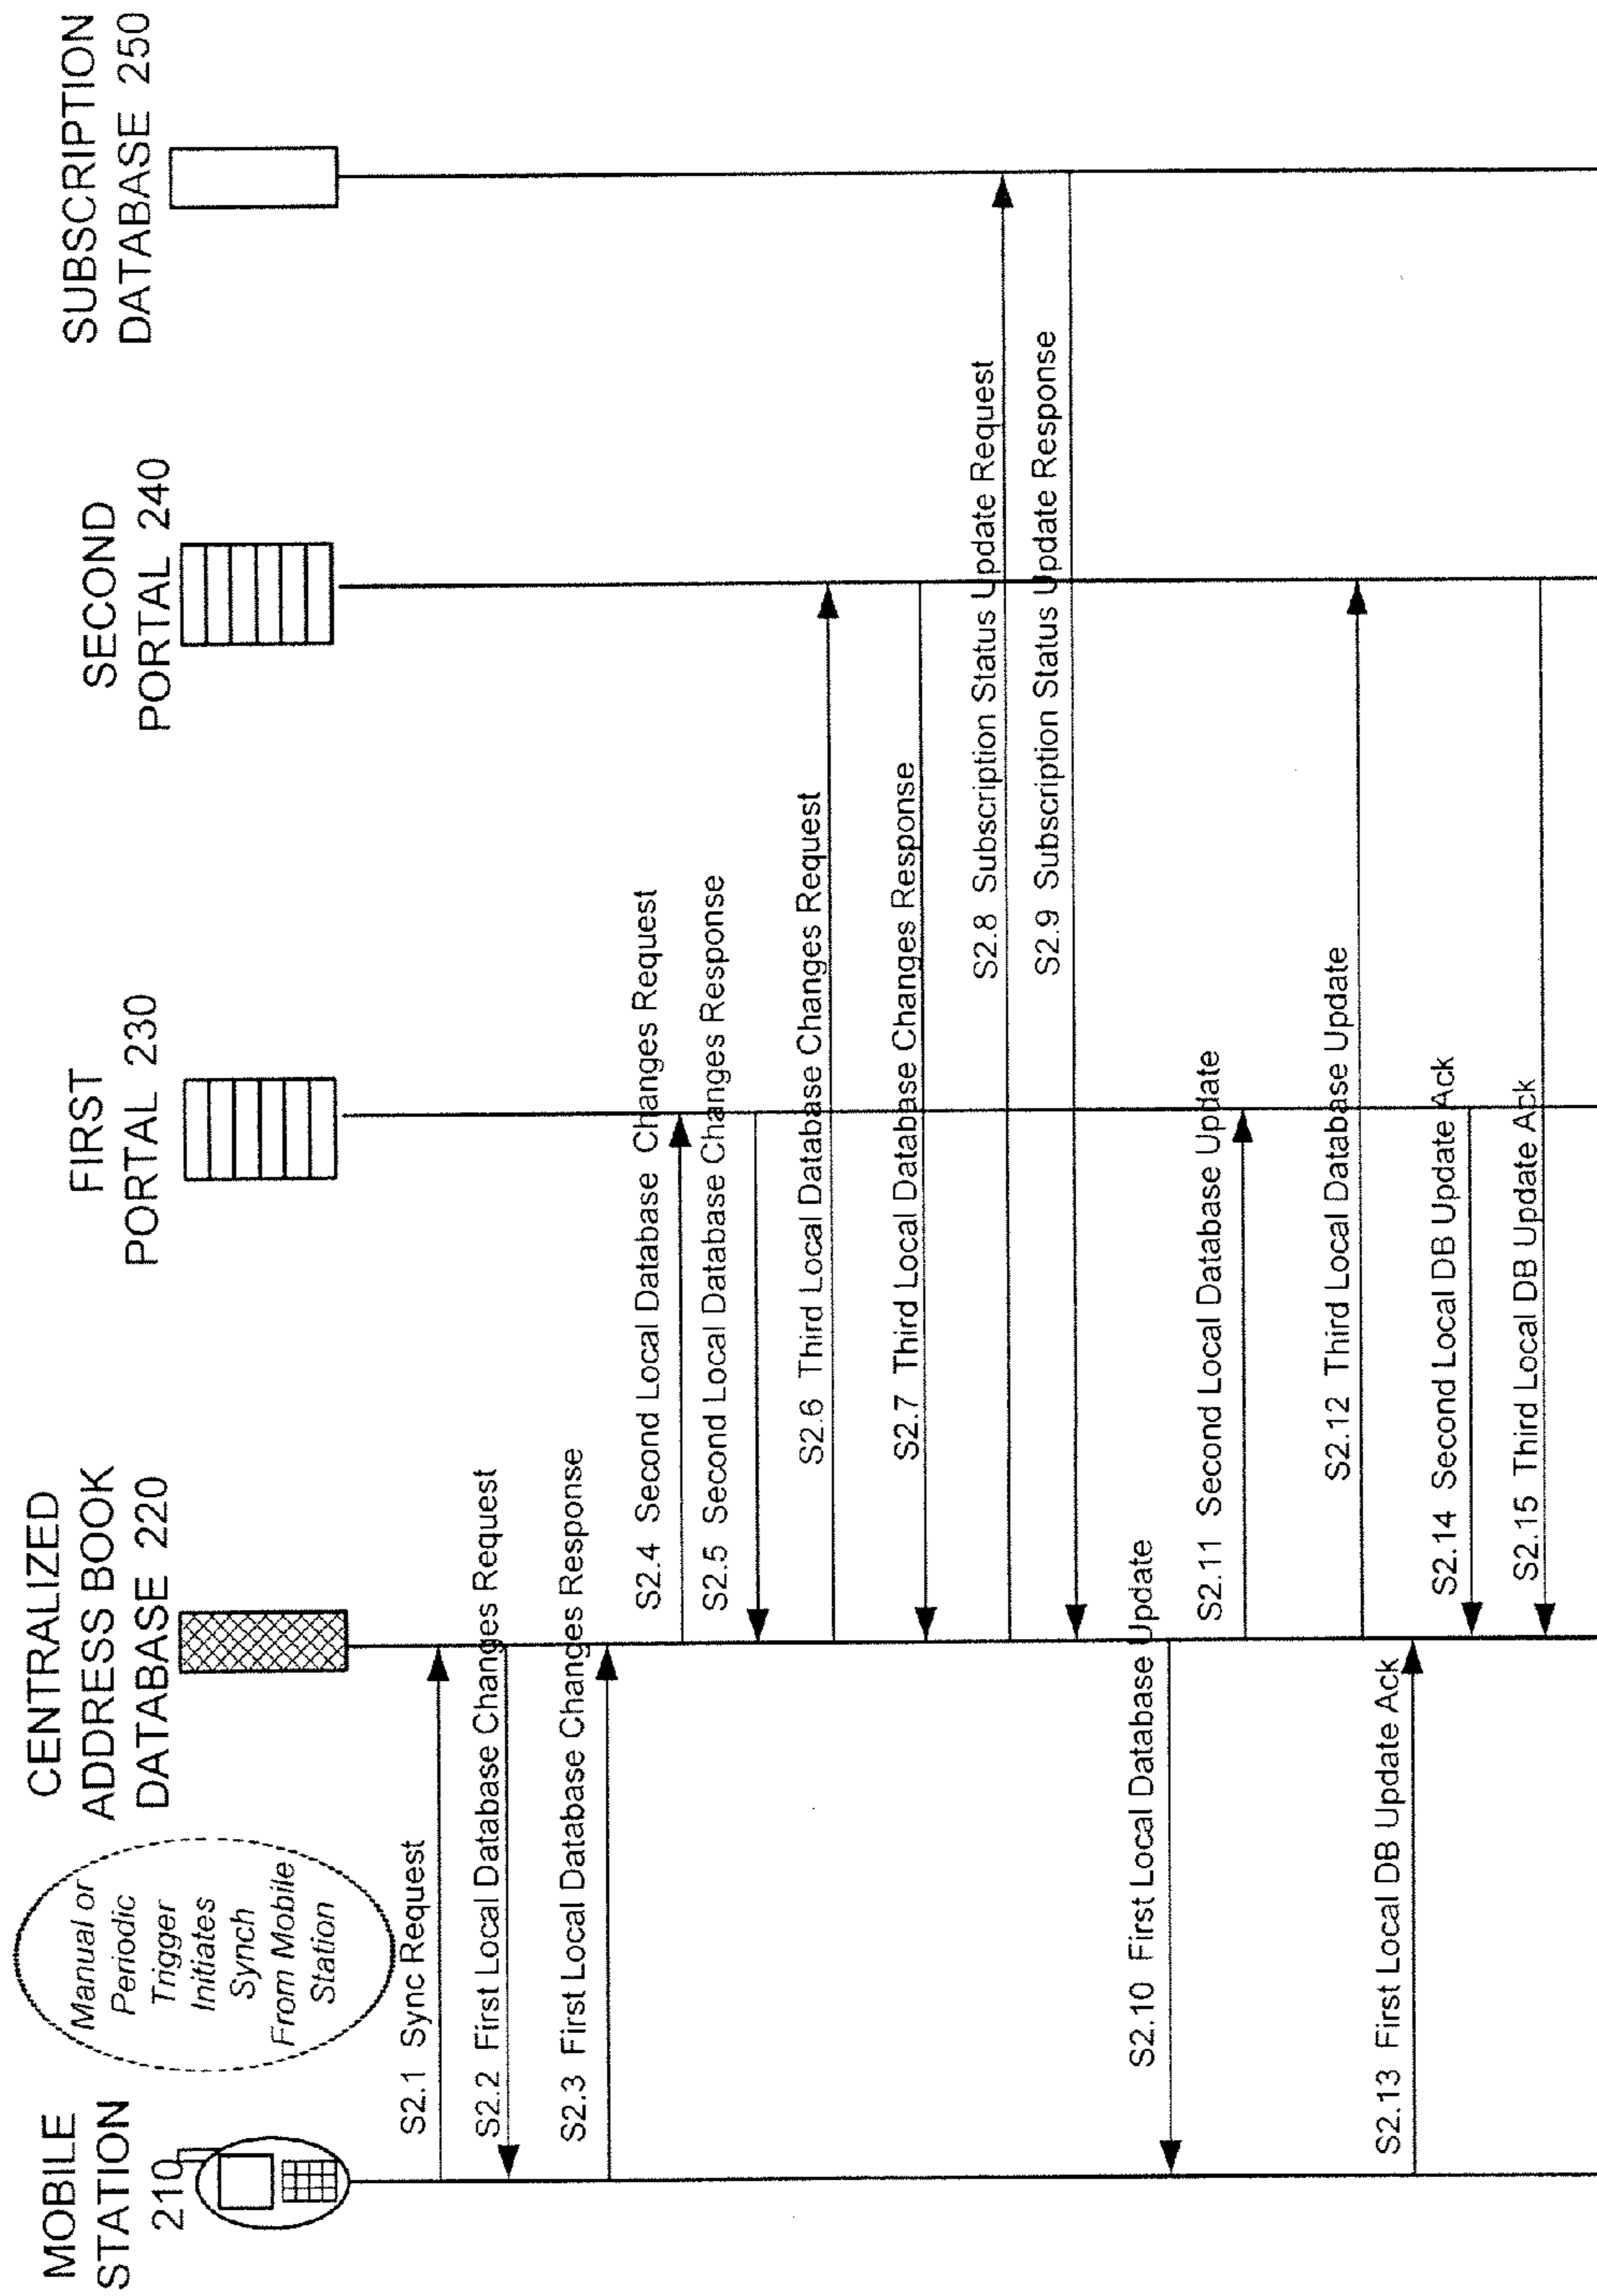 MOBILE
STATION
210
Manual or
Periodic
Trigger
Initiates
Synch
From Mobile
Station
CENTRALIZED
ADDRESS BOOK
DATABASE 220
FIRST
PORTAL 230
SECOND
PORTAL 240
SUBSCRIPTION
DATABASE 250
S2.1 Sync Request
S2.2 First Local Database Changes Request
S2.3 First Local Database Changes Response
S2.4 Second Local Database Changes Request
S2.5 Second Local Database Changes Response
S2.6 Third Local Database Changes Request
S2.7 Third Local Database Changes Response
S2.8 Subscription Status Update Request
S2.9 Subscription Status Update Response
S2.10 First Local Database Update
S2.11 Second Local Database Update
S2.12 Third Local Database Update
S2.13 First Local DB Update Ack
S2.14 Second Local DB Update Ack
S2.15 Third Local DB Update Ack